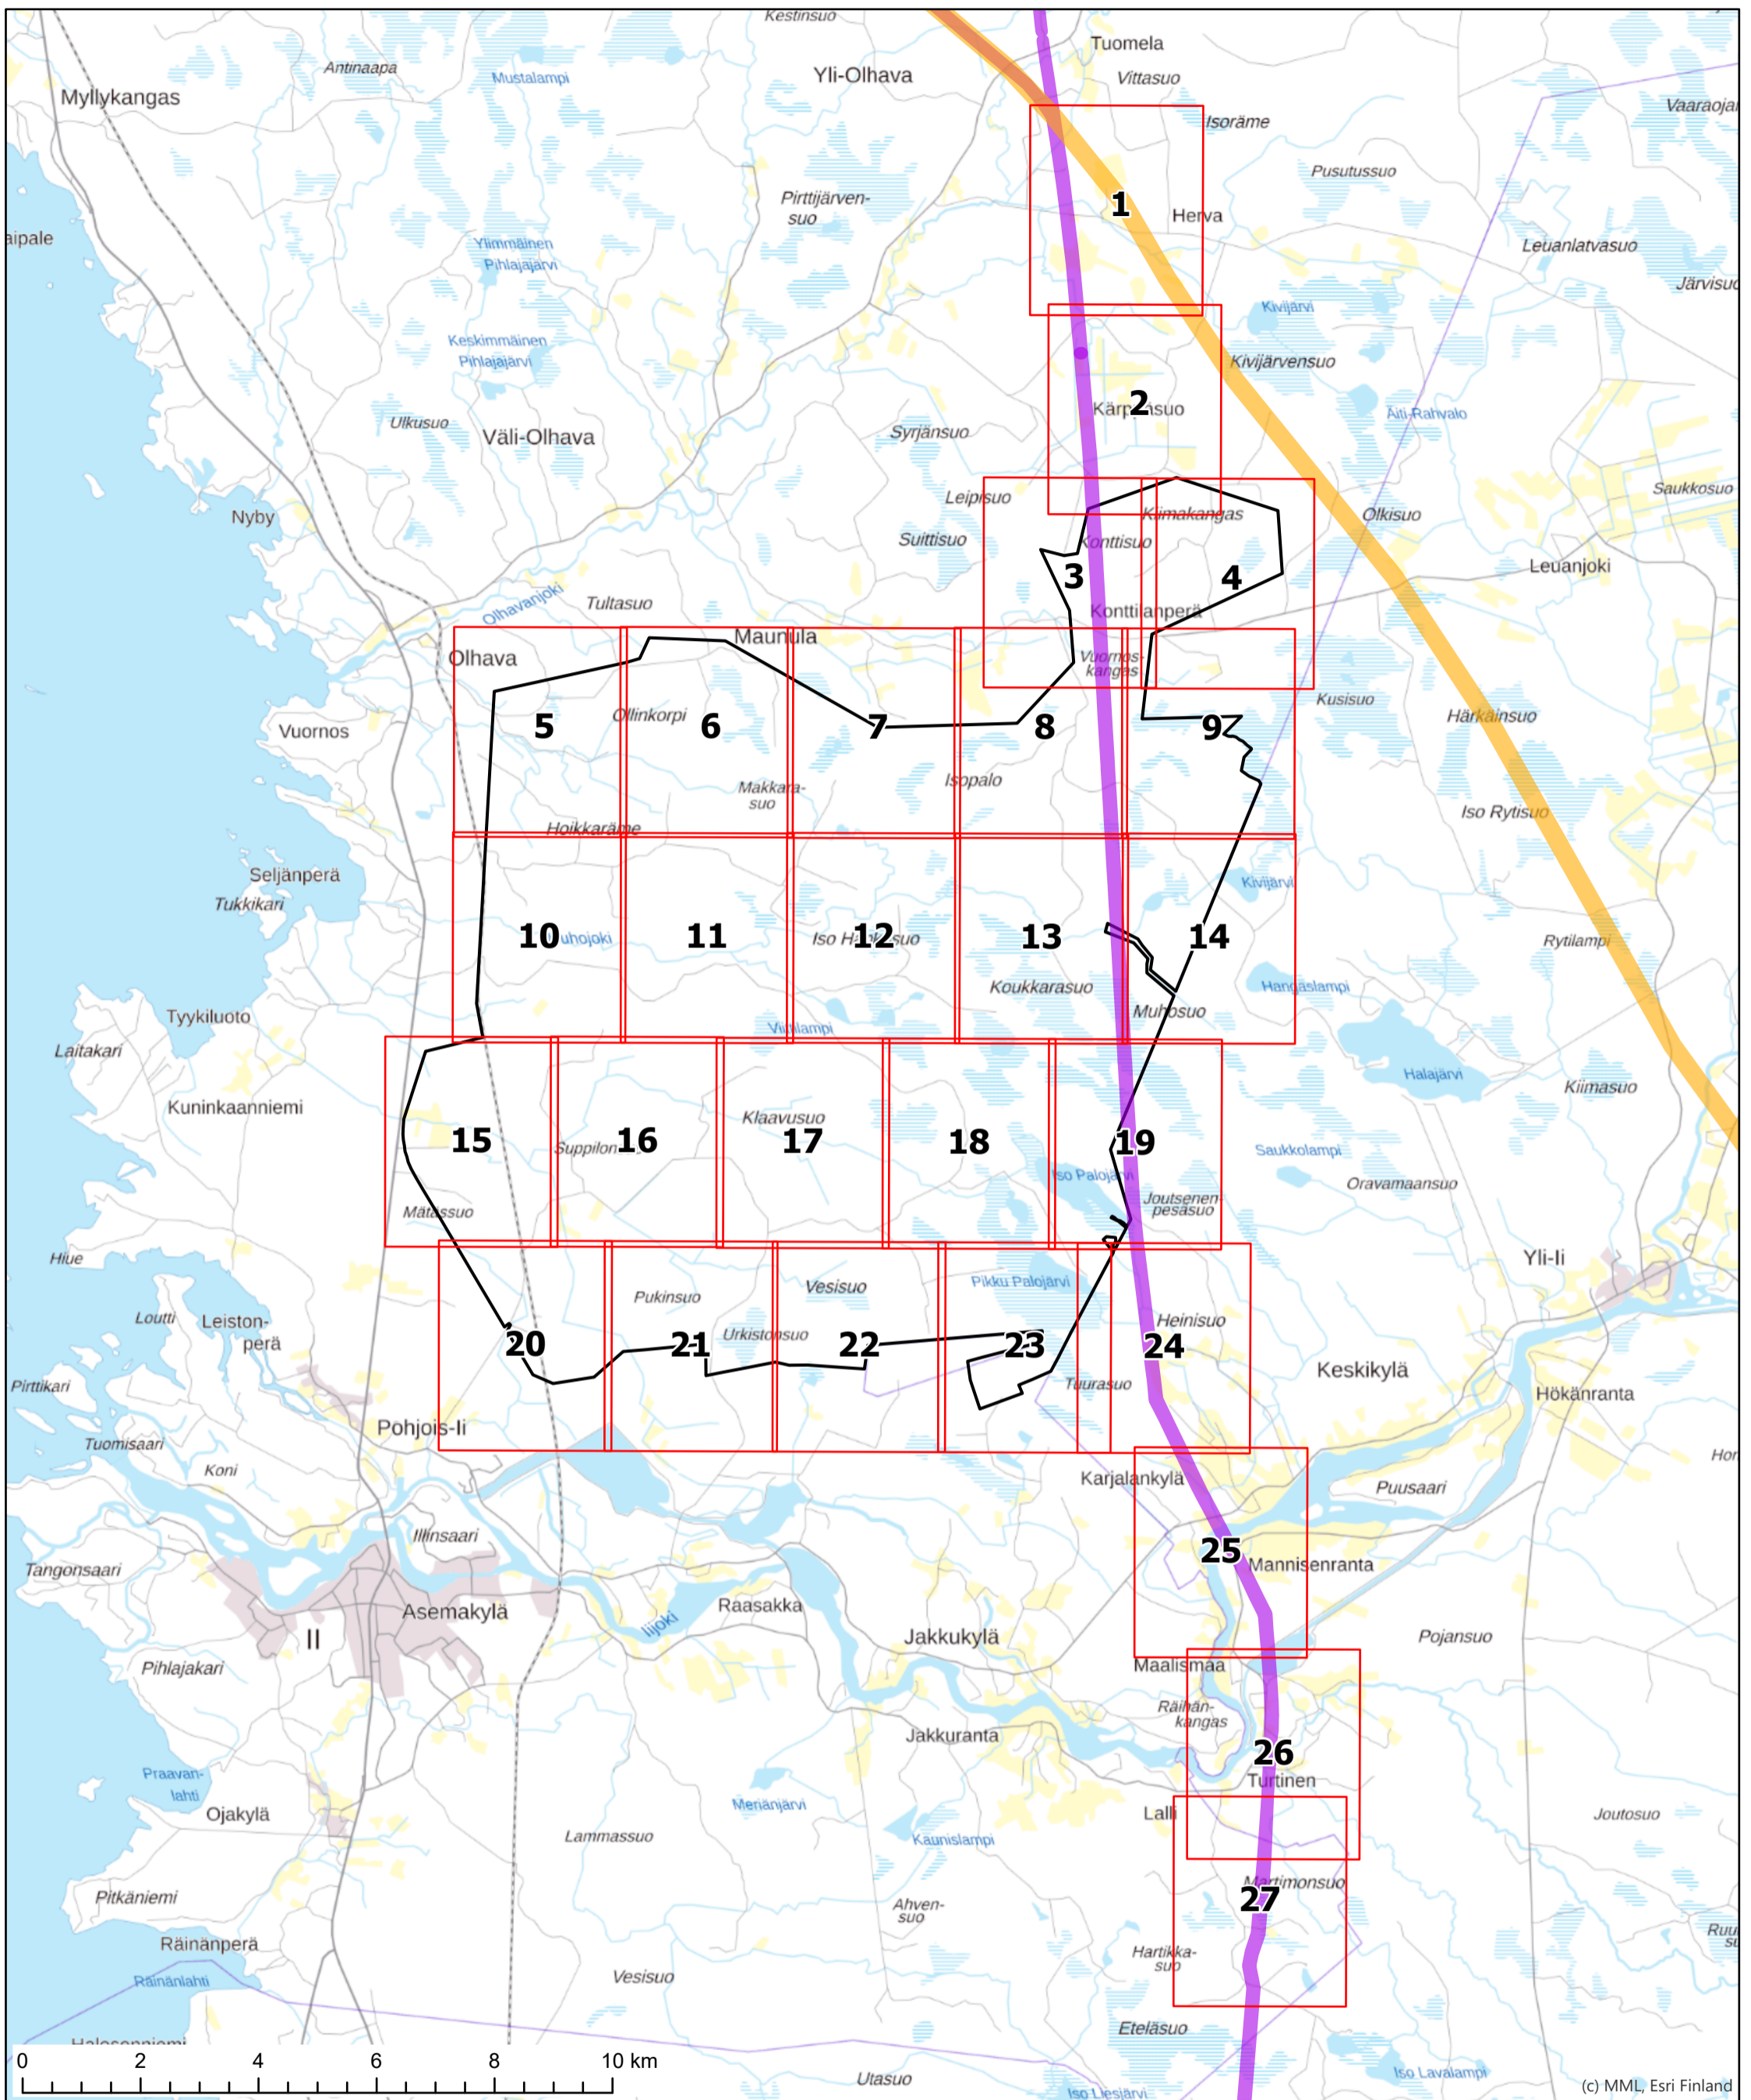 Kestinsuo
Tuomela
Antinaapa
Mustalampi
Yli-Olhava
Vittasuo
Myllykangas
Isoräme
Pusutussuo
Pirttijärven-
suo
1
Herva
Ylimmäinen
Pihlajajärvi
Leuanlatvasuo
Kivijärvi
Keskimmäinen
Pihlajajärvi
Kivijärvensuo
2
Äiti-Rahvalo
Ulkusuo
Väli-Olhava
Syrjänsuo
Leipisuo
Saukkosuo
Nyby
Kiimakangas
Olkisuo
Suittisuo
Konttisuo
Leuanjoki
3
4
Olhavanjoki
Tultasuo
Konttilanperä
Maunula
Olhava
Vuornos-
kangas
Kusisuo
Ollinkorpi
Härkäinsuo
Vuornos
5
6
7
8
9
Isopalo
Makkara-
suo
Iso Rytisuo
Hoikkaräme
Seljänperä
Kivijärvi
Tukkikari
10
11
12
13
14
Rytilampi
Koukkarasuo
Hangäslampi
Muhosuo
Tyykiluoto
Laitakari
Halajärvi
Kiimasuo
Kuninkaanniemi
Klaavusuo
15
16
17
18
19
Saukkolampi
Iso Palojärvi
Oravamaansuo
Joutsenen-
pesäsuo
Mätässuo
Hiue
Yli-Ii
Pikku Palojärvi
Vesisuo
Pukinsuo
Loutti
Leiston-
perä
Heinisuo
Urkistonsuo
20
21
22
23
24
Keskikylä
Pirttikari
Tuurasuo
Hökänranta
Pohjois-Ii
Tuomisaari
Koni
Karjalankylä
Puusaari
Illinsaari
25
Mannisenranta
Tangonsaari
Asemakylä
Raasakka
Iijoki
II
Jakkukylä
Pojansuo
Pihlajakari
Maalismaa
Räihän-
kangas
Jakkuranta
26
Praavan-
lahti
Turtinen
Meriänjärvi
Ojakylä
Lalli
Joutosuo
Lammassuo
Kaunislampi
Martimonsuo
Pitkäniemi
27
Ahven-
suo
Räinänperä
Hartikka-
suo
Vesisuo
Räinänlahti
Eteläsuo
0 2 4 6 8 10 km
Iso Lavalampi
Utasuo
Iso Liesjärvi
(c) MML, Esri Finland